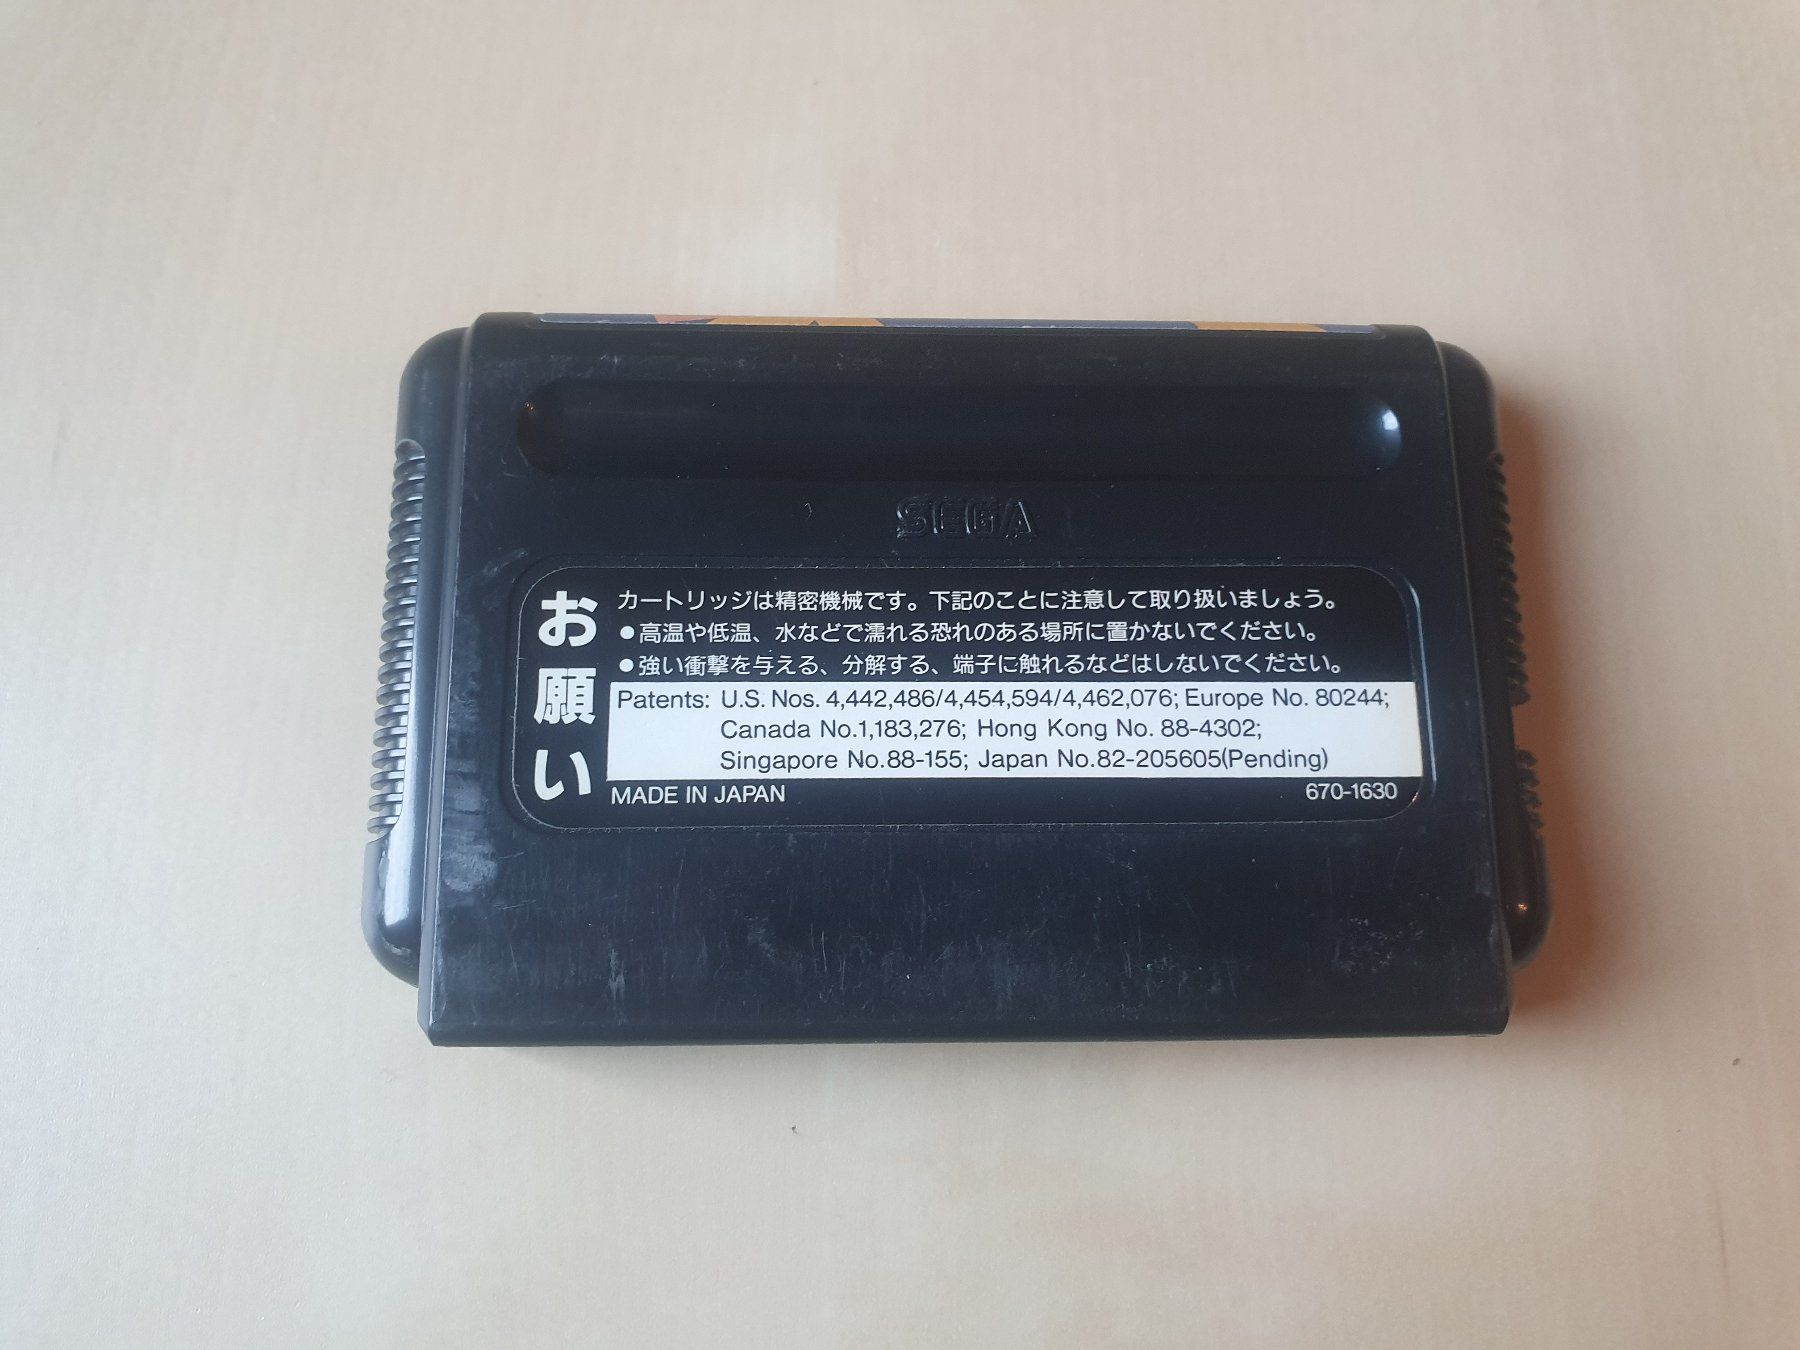 SEGA
お願い
カートリッジは精密機械です。下記のことに注意して取り扱いましょう。
●高温や低温、水などで濡れる恐れのある場所に置かないでください。
●強い衝撃を与える、分解する、端子に触れるなどはしないでください。
Patents: U.S. Nos. 4,442,486/4,454,594/4,462,076; Europe No. 80244;
Canada No.1,183,276; Hong Kong No. 88-4302;
Singapore No.88-155; Japan No.82-205605(Pending)
MADE IN JAPAN
670-1630